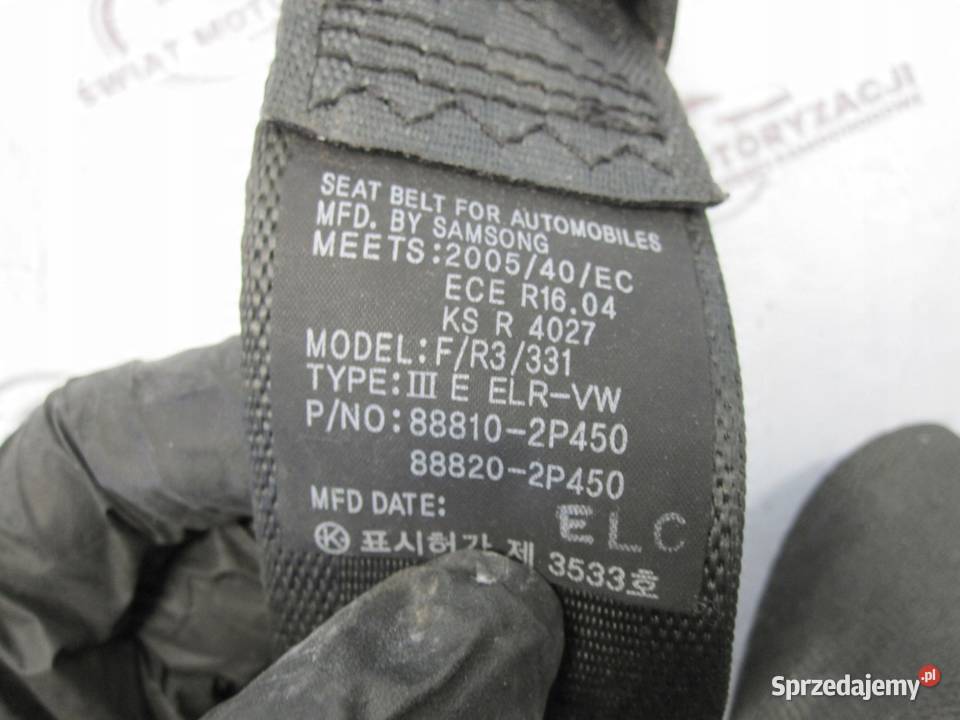 ŚWIAT MOTORYZACJI
SEAT BELT FOR AUTOMOBILES
MFD. BY SAMSONG
MEETS:2005/40/EC
ECE R16.04
KS R 4027
MODEL:F/R3/331
TYPE:Ⅲ E ELR-VW
P/NO:88810-2P450
88820-2P450
MFD DATE: ELC
K 표시허가 제 3533호
Sprzedajemy.pl